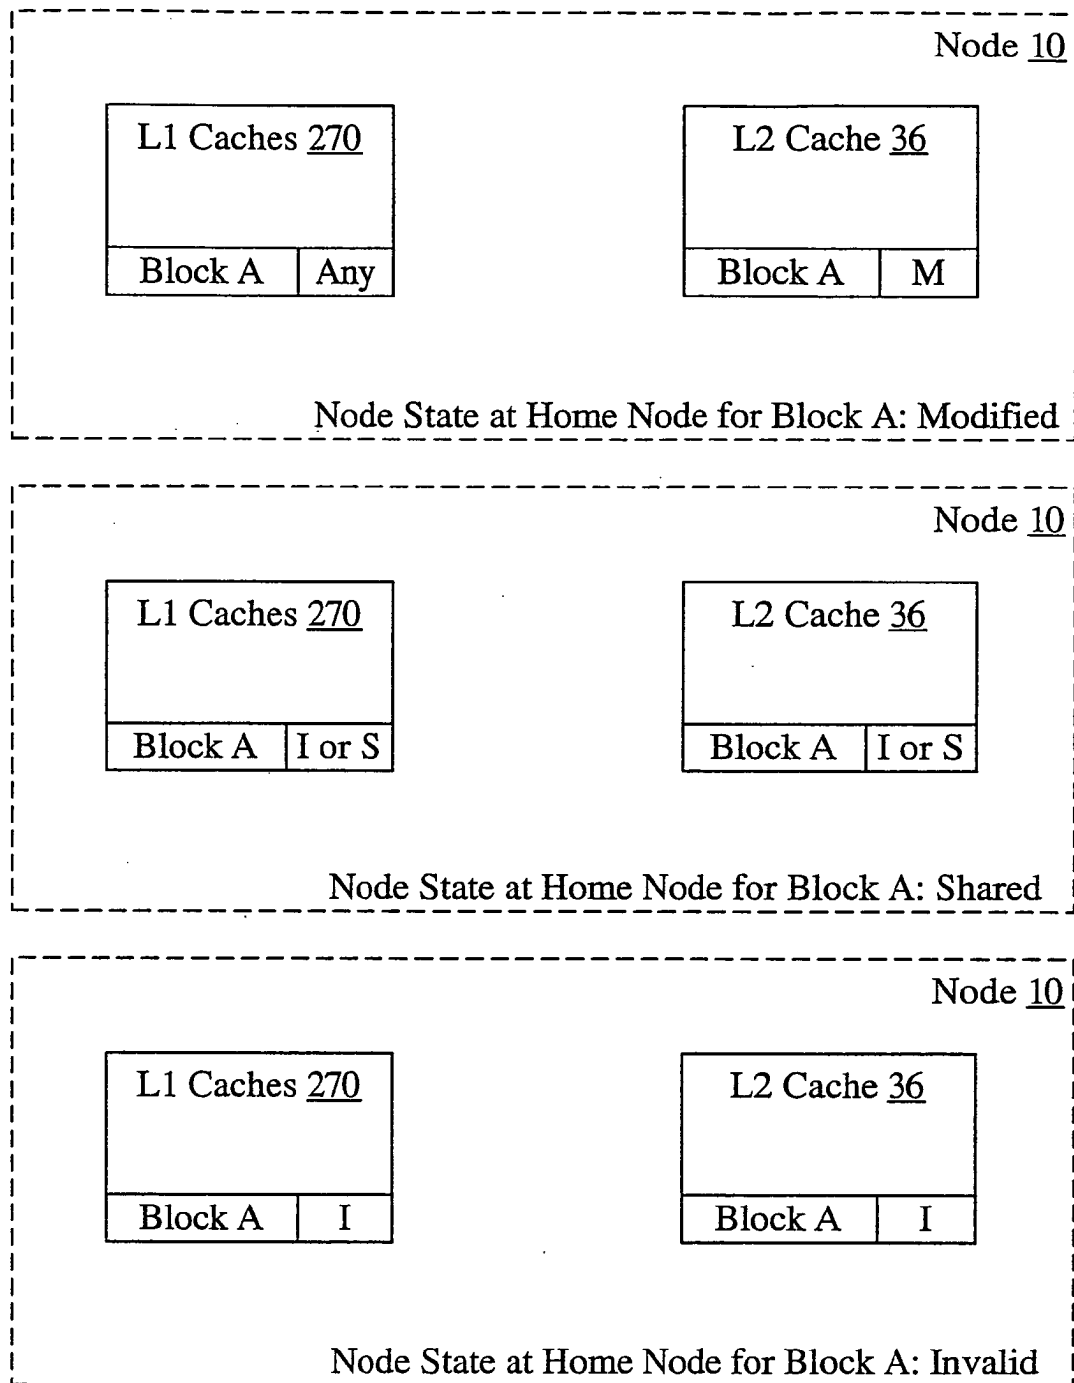 Node 10
L1 Caches 270
L2 Cache 36
Block A Any
Block A M
Node State at Home Node for Block A: Modified
Node 10
L1 Caches 270
L2 Cache 36
Block A I or S
Block A I or S
Node State at Home Node for Block A: Shared
Node 10
L1 Caches 270
L2 Cache 36
Block A I
Block A I
Node State at Home Node for Block A: Invalid